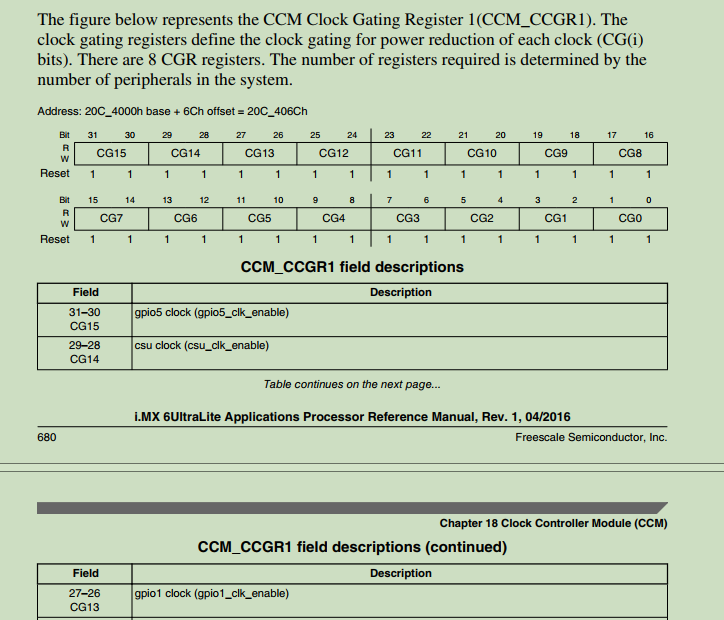 The figure below represents the CCM Clock Gating Register 1(CCM_CCGR1). The
clock gating registers define the clock gating for power reduction of each clock (CG(i)
bits). There are 8 CGR registers. The number of registers required is determined by the
number of peripherals in the system.
Address: 20C_4000h base + 6Ch offset = 20C_406Ch
Bit 31 30 29 28 27 26 25 24 23 22 21 20 19 18 17 16
R
W
CG15 CG14 CG13 CG12 CG11 CG10 CG9 CG8
Reset 1 1 1 1 1 1 1 1 1 1 1 1 1 1 1 1
Bit 15 14 13 12 11 10 9 8 7 6 5 4 3 2 1 0
R
W
CG7 CG6 CG5 CG4 CG3 CG2 CG1 CG0
Reset 1 1 1 1 1 1 1 1 1 1 1 1 1 1 1 1
CCM_CCGR1 field descriptions
Field Description
31–30 gpio5 clock (gpio5_clk_enable)
CG15
29–28 csu clock (csu_clk_enable)
CG14
Table continues on the next page...
i.MX 6UltraLite Applications Processor Reference Manual, Rev. 1, 04/2016
680 Freescale Semiconductor, Inc.
Chapter 18 Clock Controller Module (CCM)
CCM_CCGR1 field descriptions (continued)
Field Description
27–26 gpio1 clock (gpio1_clk_enable)
CG13